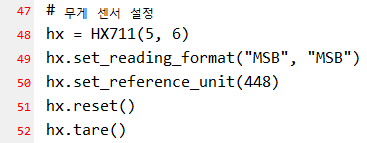 47 # 무게 센서 설정
48 hx = HX711(5, 6)
49 hx.set_reading_format("MSB", "MSB")
50 hx.set_reference_unit(448)
51 hx.reset()
52 hx.tare()